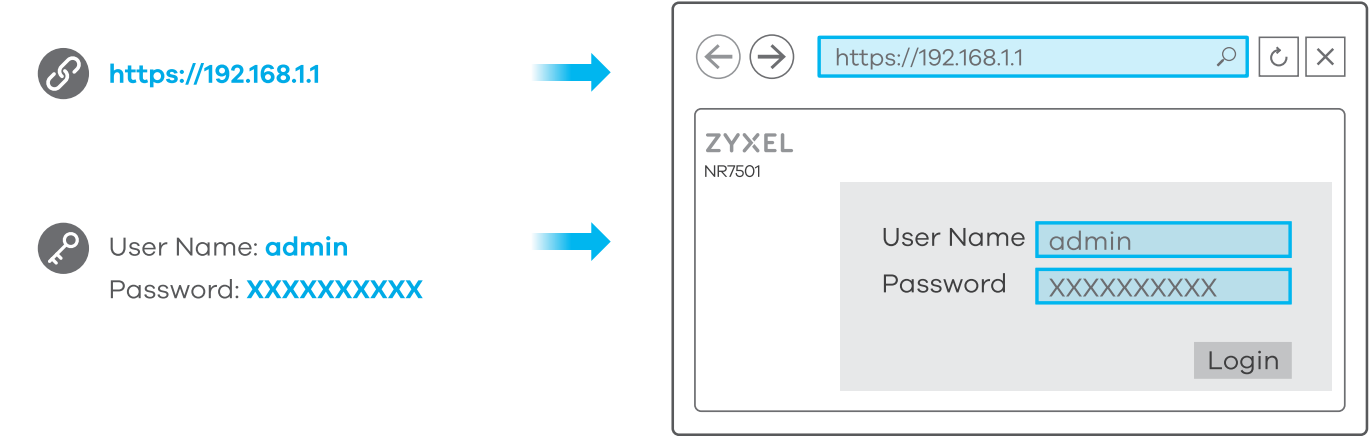 https://192.168.1.1
User Name: admin
Password: XXXXXXXXXX
https://192.168.1.1
ZYXEL
NR7501
User Name admin
Password XXXXXXXXXX
Login